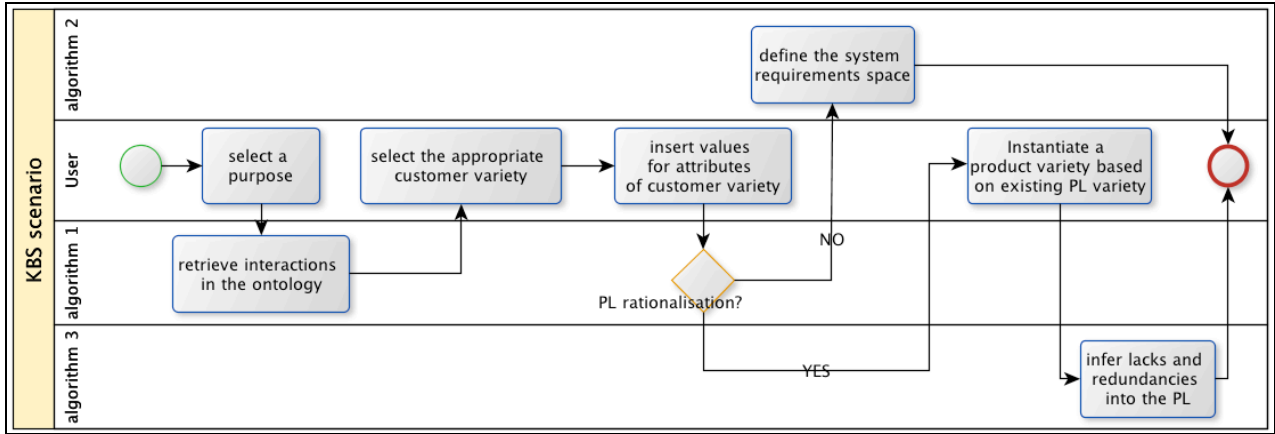 KBS scenario
algorithm 2
define the system
requirements space
User
select a
purpose
select the appropriate
customer variety
insert values
for attributes
of customer variety
Instantiate a
product variety based
on existing PL variety
algorithm 1
retrieve interactions
in the ontology
NO
PL rationalisation?
algorithm 3
YES
infer lacks and
redundancies
into the PL